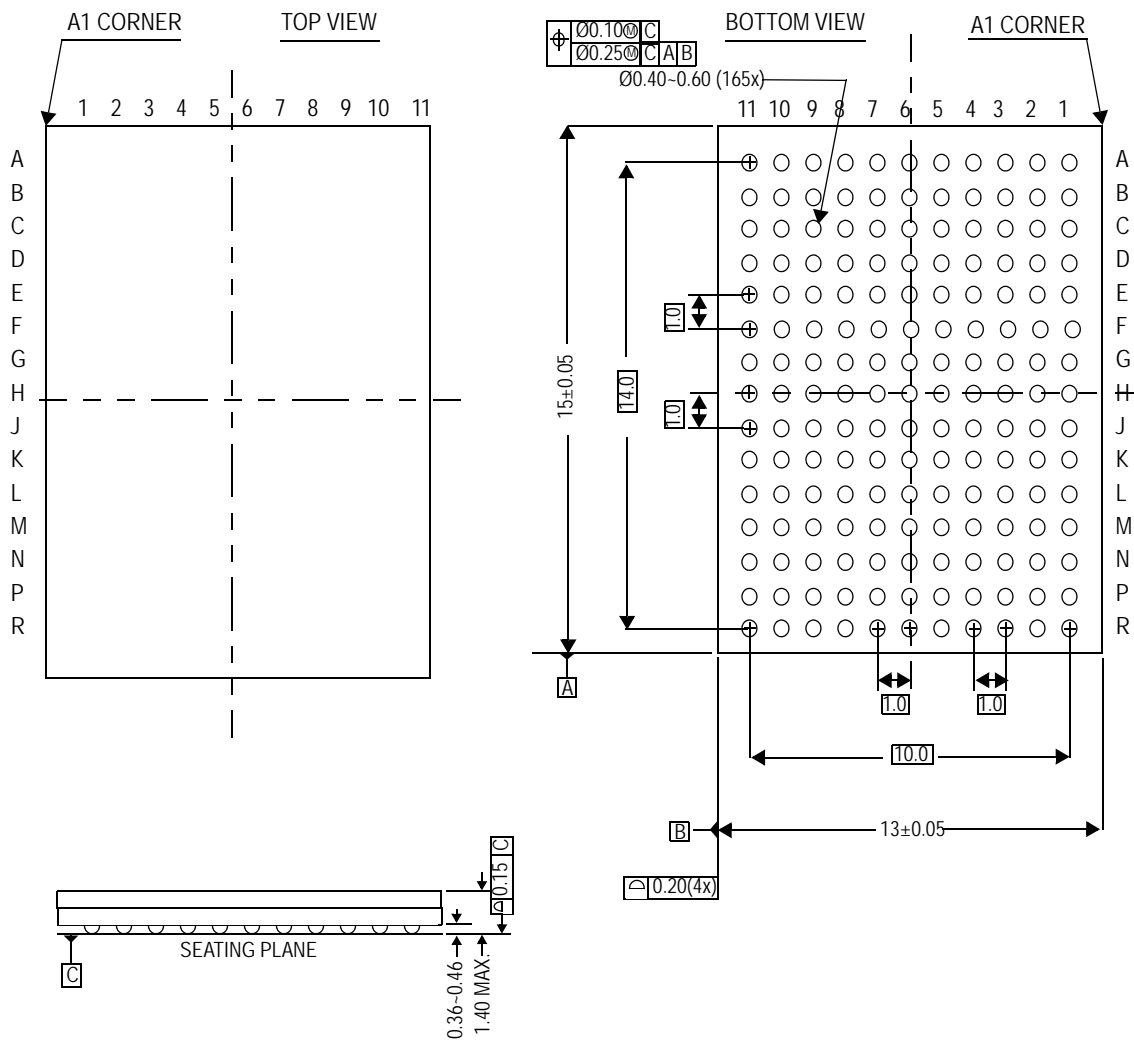 A1 CORNER
TOP VIEW
BOTTOM VIEW
A1 CORNER
Ø0.10Ⓜ C
Ø0.25Ⓜ C A B
Ø0.40~0.60 (165x)
1 2 3 4 5 6 7 8 9 10 11
11 10 9 8 7 6 5 4 3 2 1
A
B
C
D
E
F
G
H
J
K
L
M
N
P
R
15±0.05
14.0
1.0
1.0
A
B
C
D
E
F
G
H
J
K
L
M
N
P
R
A
1.0
1.0
10.0
B
13±0.05
0.20(4x)
0.15 C
SEATING PLANE
C
0.36~0.46
1.40 MAX.